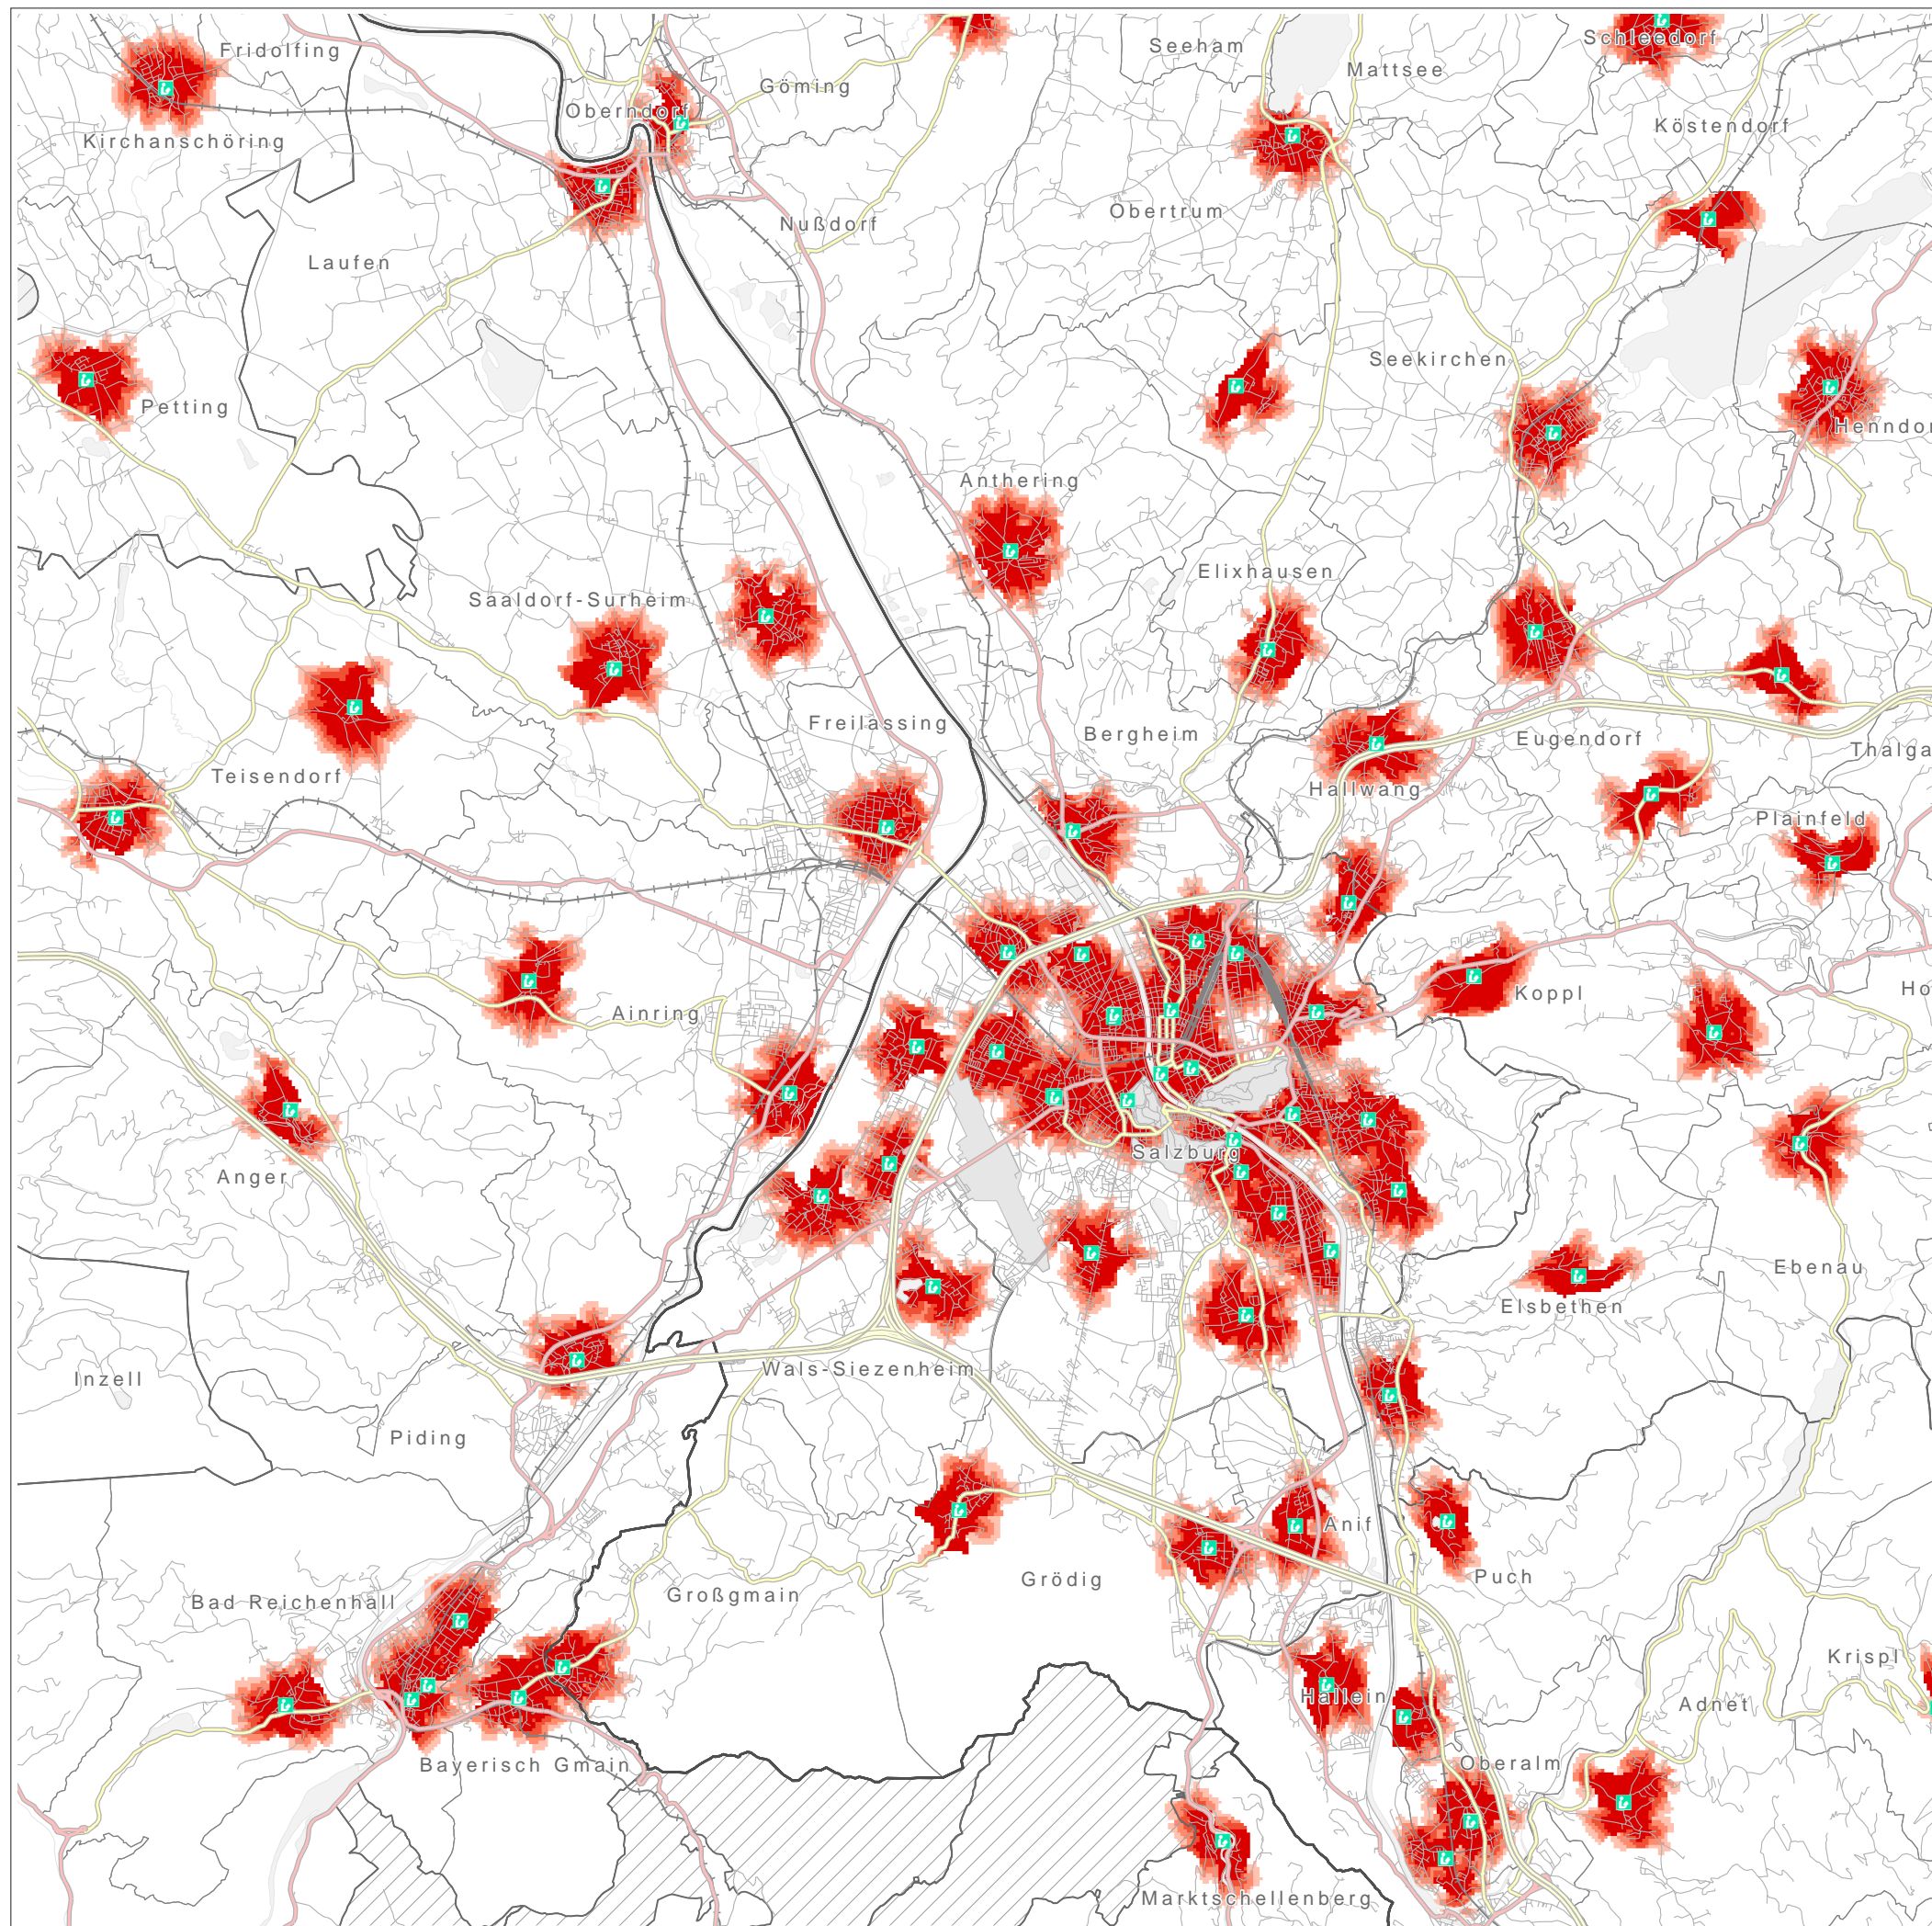 Schleedorf
Seeham
Fridolfing
Mattsee
Göming
Oberndorf
Köstendorf
Kirchanschöring
Obertrum
Nußdorf
Laufen
Seekirchen
Petting
Anthering
Elixhausen
Saaldorf-Surheim
Freilassing
Bergheim
Eugendorf
Teisendorf
Hallwang
Plainfeld
Koppl
Ainring
Salzburg
Anger
Ebenau
Elsbethen
Wals-Siezenheim
Inzell
Piding
Anif
Puch
Grödig
Großgmain
Bad Reichenhall
Krispl
Hallein
Adnet
Oberalm
Bayerisch Gmain
Marktschellenberg